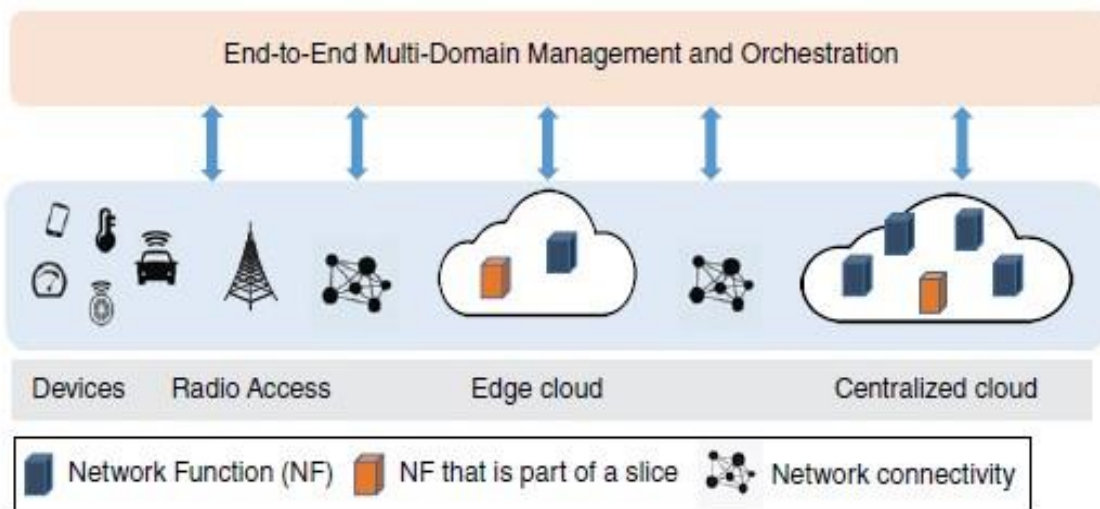 End-to-End Multi-Domain Management and Orchestration
Devices Radio Access Edge cloud Centralized cloud
Network Function (NF) NF that is part of a slice Network connectivity